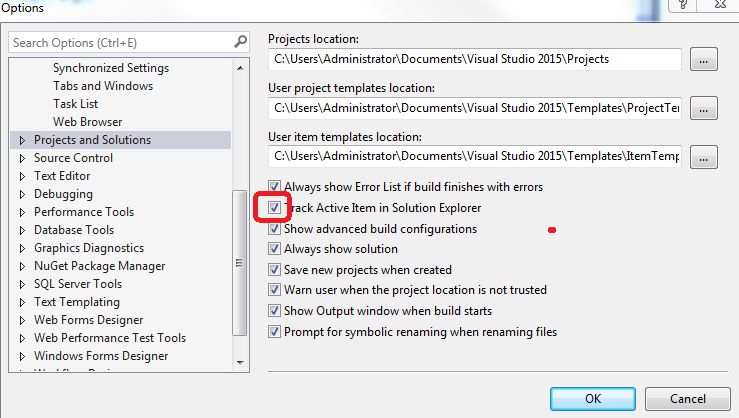 Options
Search Options (Ctrl+E)
Synchronized Settings
Tabs and Windows
Task List
Web Browser
Projects and Solutions
Source Control
Text Editor
Debugging
Performance Tools
Database Tools
Graphics Diagnostics
NuGet Package Manager
SQL Server Tools
Text Templating
Web Forms Designer
Web Performance Test Tools
Windows Forms Designer
Projects location:
C:\Users\Administrator\Documents\Visual Studio 2015\Projects
...
User project templates location:
C:\Users\Administrator\Documents\Visual Studio 2015\Templates\ProjectTem
...
User item templates location:
C:\Users\Administrator\Documents\Visual Studio 2015\Templates\ItemTemp
...
Always show Error List if build finishes with errors
Track Active Item in Solution Explorer
Show advanced build configurations
Always show solution
Save new projects when created
Warn user when the project location is not trusted
Show Output window when build starts
Prompt for symbolic renaming when renaming files
OK
Cancel